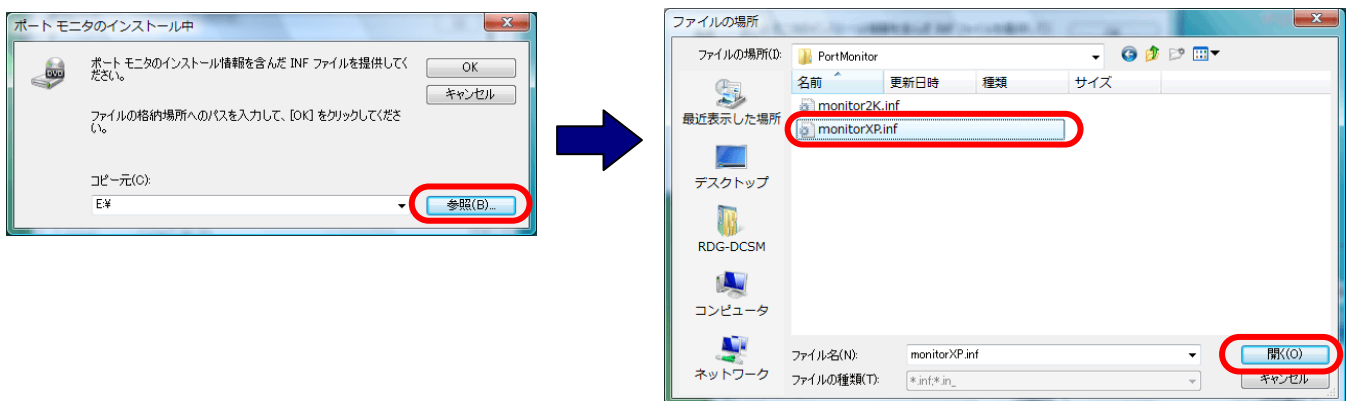 ポート モニタのインストール中
ポート モニタのインストール情報を含んだ INF ファイルを提供してく
ださい。
OK
キャンセル
ファイルの格納場所へのパスを入力して、[OK] をクリックしてくださ
い。
コピー元(C):
E:¥
参照(B)...
ファイルの場所
ファイルの場所(I):
PortMonitor
名前
更新日時
種類
サイズ
monitor2K.inf
monitorXP.inf
最近表示した場所
デスクトップ
RDG-DCSM
コンピュータ
ネットワーク
ファイル名(N):
monitorXP.inf
開く(O)
ファイルの種類(T):
*.inf;*.in_
キャンセル
DVD